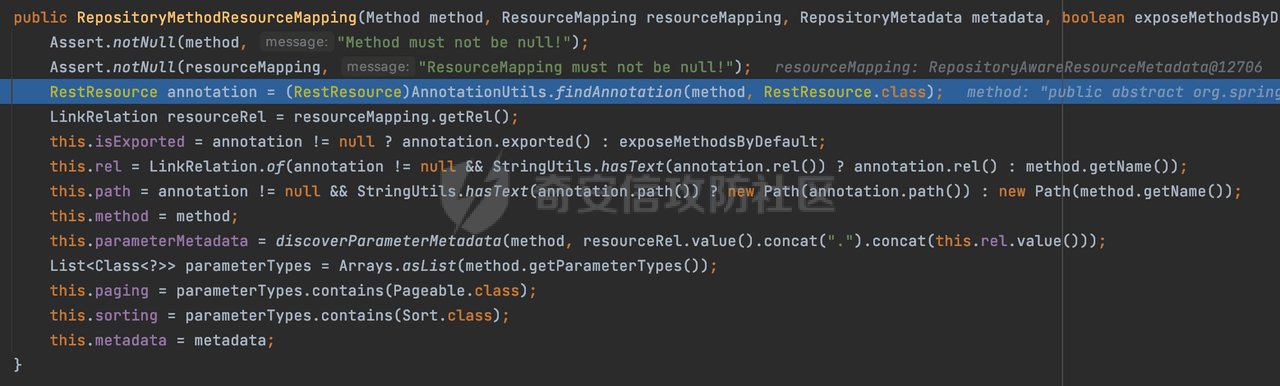 public RepositoryMethodResourceMapping(Method method, ResourceMapping resourceMapping, RepositoryMetadata metadata, boolean exposeMethodsByD
Assert.notNull(method, message: "Method must not be null!");
Assert.notNull(resourceMapping, message: "ResourceMapping must not be null!"); resourceMapping: RepositoryAwareResourceMetadata@12706
RestResource annotation = (RestResource)AnnotationUtils.findAnnotation(method, RestResource.class); method: "public abstract org.spring
LinkRelation resourceRel = resourceMapping.getRel();
this.isExported = annotation != null ? annotation.exported() : exposeMethodsByDefault;
this.rel = LinkRelation.of(annotation != null && StringUtils.hasText(annotation.rel()) ? annotation.rel() : method.getName());
this.path = annotation != null && StringUtils.hasText(annotation.path()) ? new Path(annotation.path()) : new Path(method.getName());
奇安信攻防社区
this.method = method;
this.parameterMetadata = discoverParameterMetadata(method, resourceRel.value().concat(".").concat(this.rel.value()));
List<Class<?>> parameterTypes = Arrays.asList(method.getParameterTypes());
this.paging = parameterTypes.contains(Pageable.class);
this.sorting = parameterTypes.contains(Sort.class);
this.metadata = metadata;
}